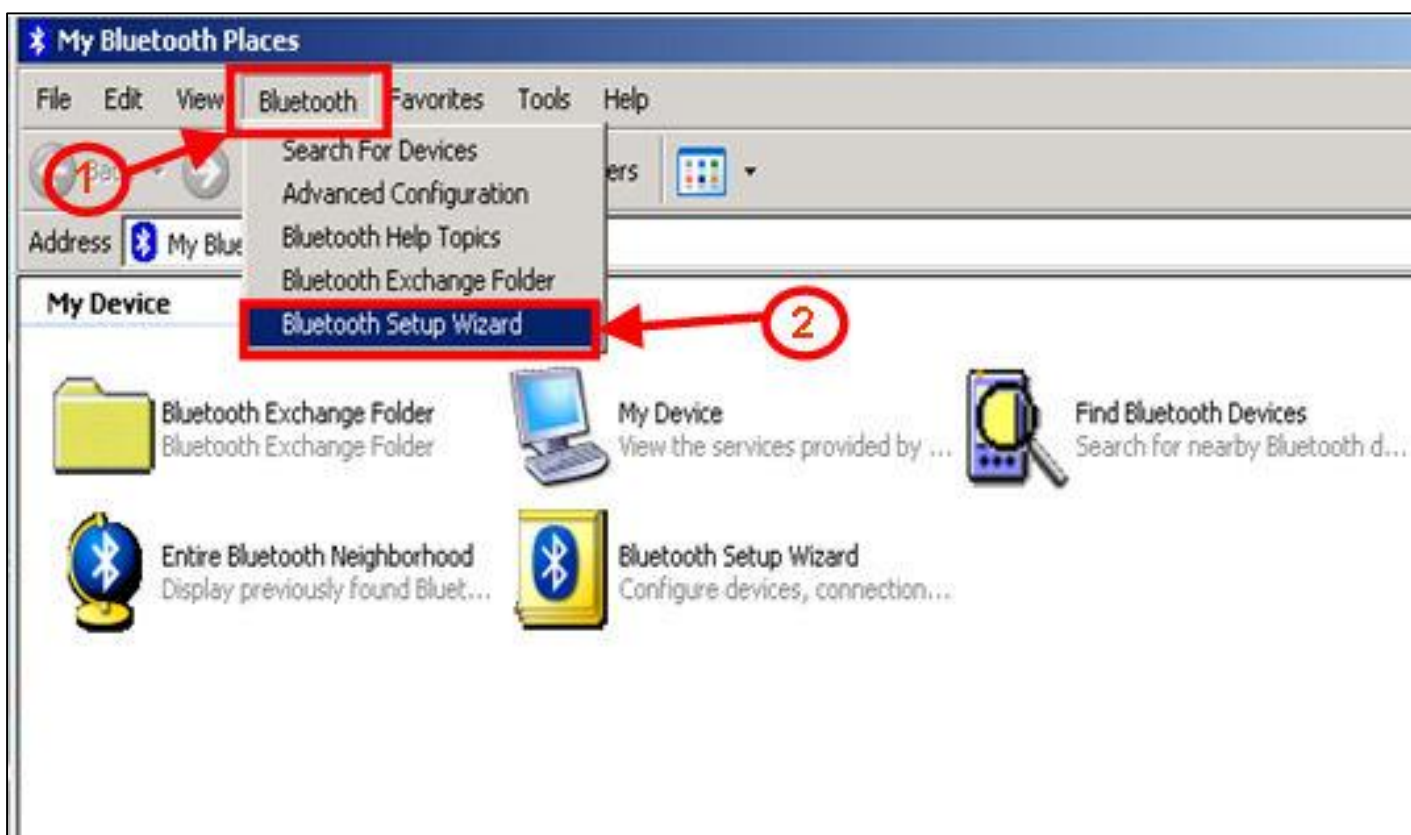 My Bluetooth Places
File Edit View Bluetooth Favorites Tools Help
1
Search For Devices
Advanced Configuration
Address My Blue
Bluetooth Help Topics
Bluetooth Exchange Folder
My Device
Bluetooth Setup Wizard
2
Bluetooth Exchange Folder
Bluetooth Exchange Folder
My Device
View the services provided by ...
Find Bluetooth Devices
Search for nearby Bluetooth d...
Entire Bluetooth Neighborhood
Display previously found Bluet...
Bluetooth Setup Wizard
Configure devices, connection...